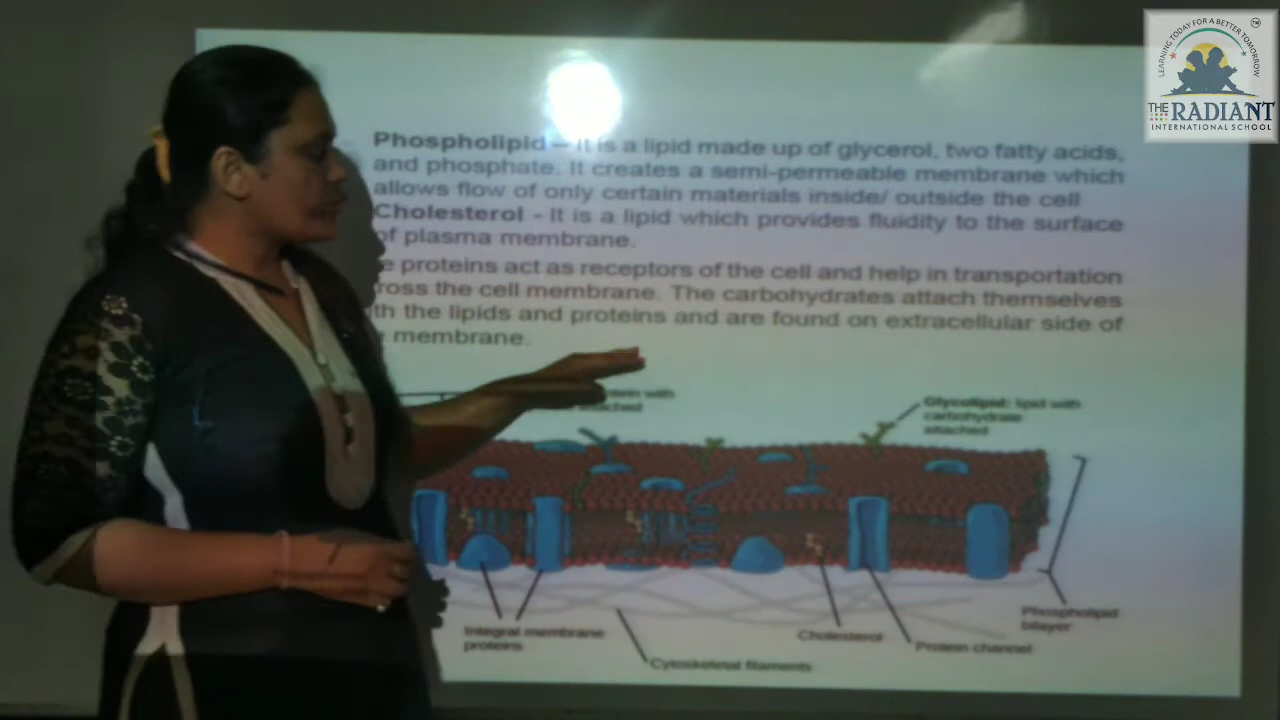 LEARNING TODAY FOR A BETTER TOMORROW
TM
THE RADIANT
INTERNATIONAL SCHOOL
Phospholipid – It is a lipid made up of glycerol, two fatty acids,
and phosphate. It creates a semi-permeable membrane which
allows flow of only certain materials inside/ outside the cell
Cholesterol - It is a lipid which provides fluidity to the surface
of plasma membrane.
proteins act as receptors of the cell and help in transportation
the cell membrane. The carbohydrates attach themselves
the lipids and proteins and are found on extracellular side of
membrane.
with
attached
Glycolipid: lipid with
carbohydrate
attached
Integral membrane
proteins
Cytoskeletal filaments
Cholesterol
Protein channel
Phospholipid
bilayer